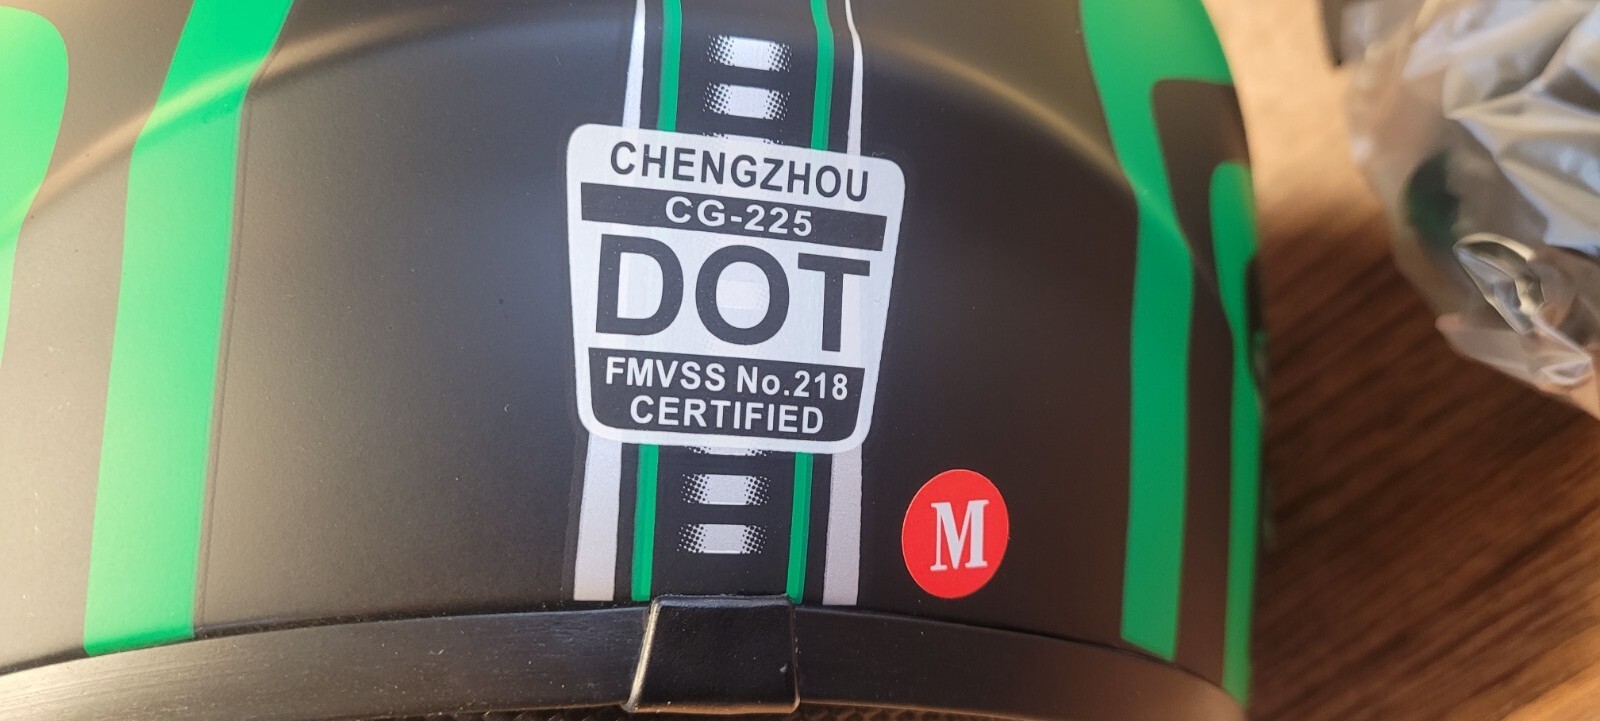 CHENGZHOU
CG-225
DOT
FMVSS No.218
CERTIFIED
M